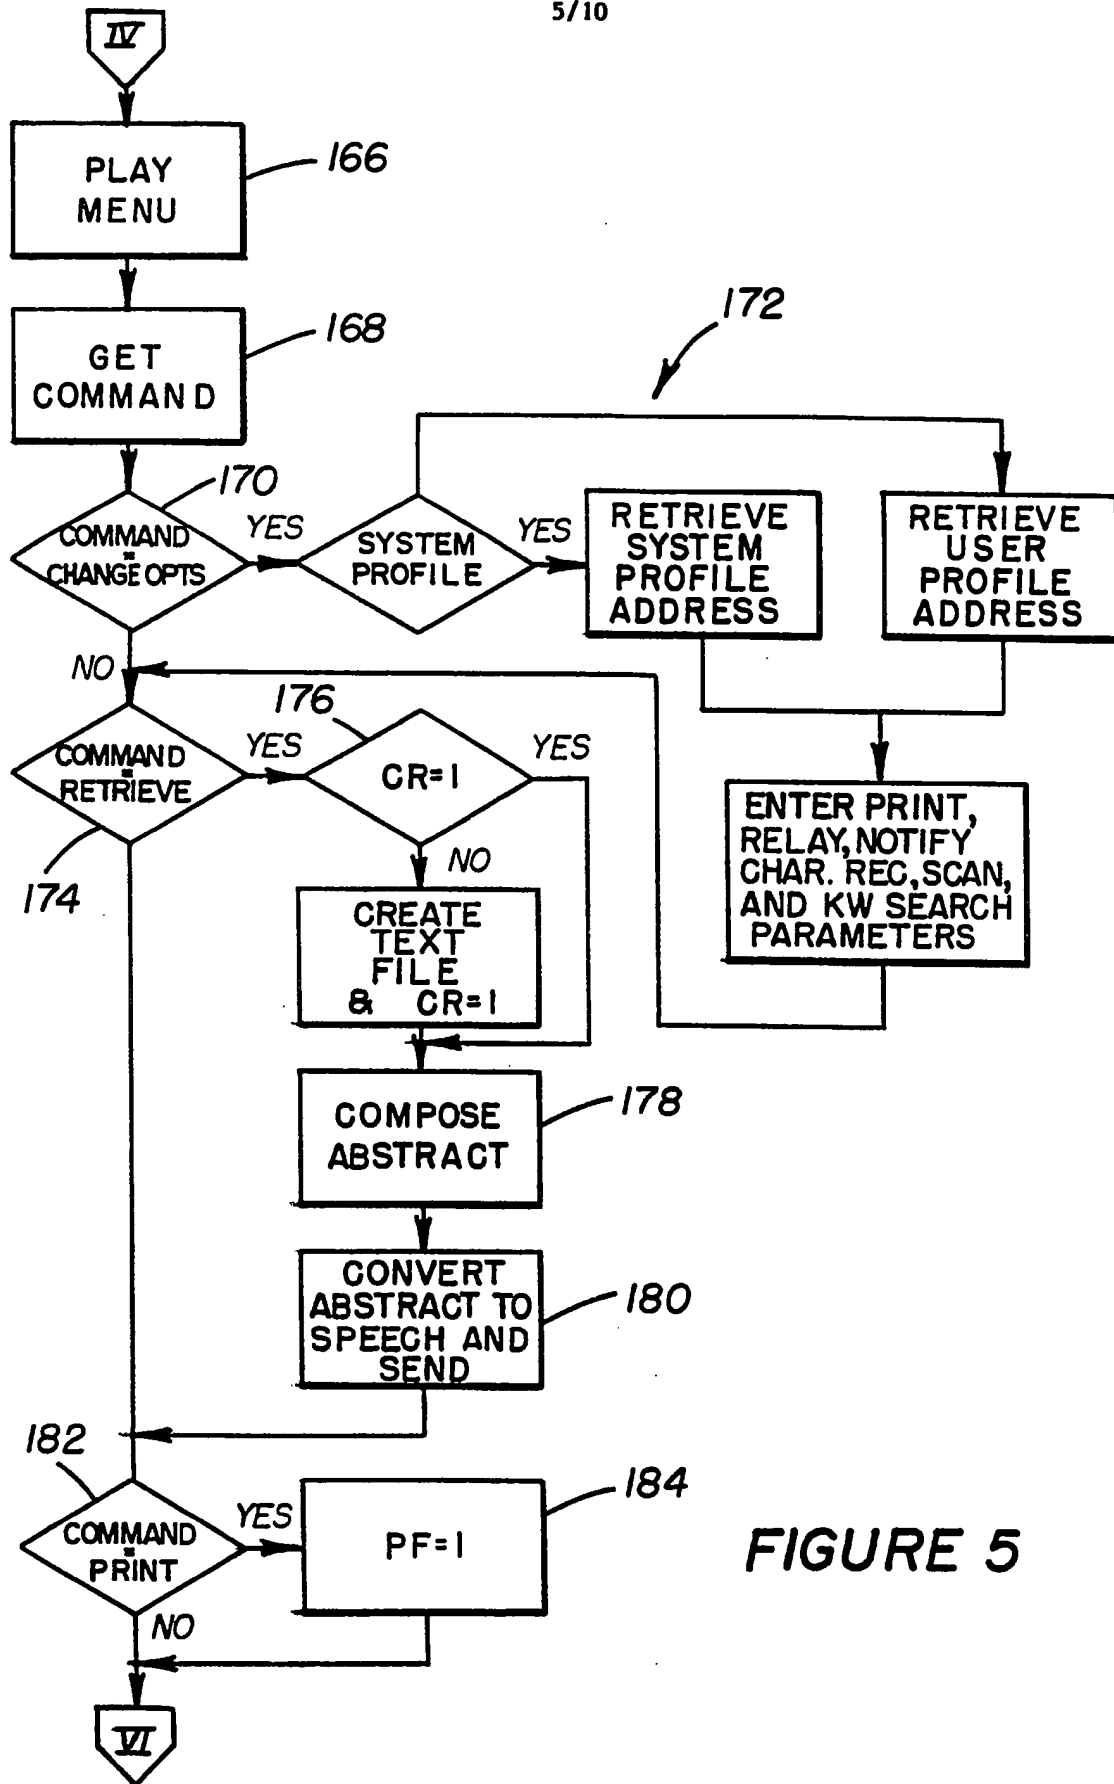 5/10
IV
PLAY
MENU
166
GET
COMMAND
168
172
170
COMMAND
=
CHANGE OPTS
YES
SYSTEM
PROFILE
YES
RETRIEVE
SYSTEM
PROFILE
ADDRESS
RETRIEVE
USER
PROFILE
ADDRESS
NO
COMMAND
=
RETRIEVE
174
YES
176
CR=1
YES
NO
ENTER PRINT,
RELAY, NOTIFY
CHAR. REC, SCAN,
AND KW SEARCH
PARAMETERS
CREATE
TEXT
FILE
& CR=1
COMPOSE
ABSTRACT
178
CONVERT
ABSTRACT TO
SPEECH AND
SEND
180
182
COMMAND
=
PRINT
YES
PF=1
184
NO
VI
FIGURE 5